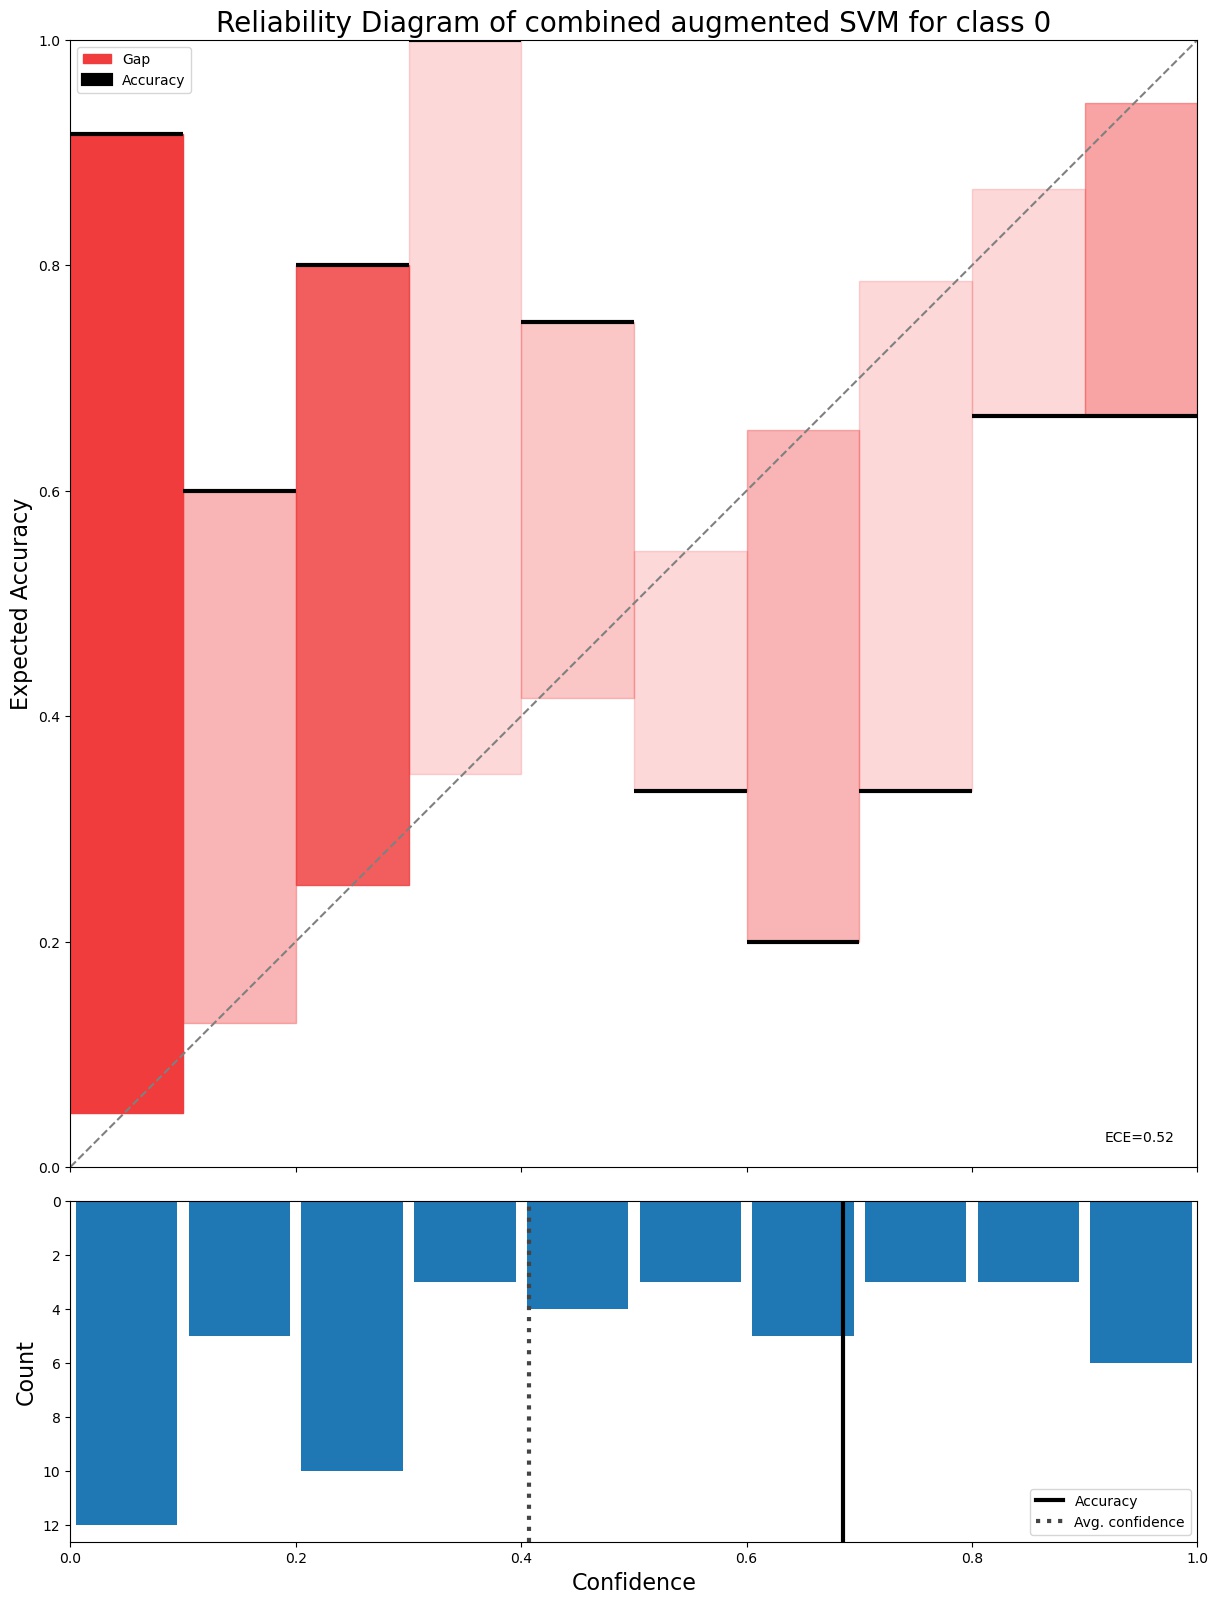 Reliability Diagram of combined augmented SVM for class 0
1.0
Gap
Accuracy
0.8
0.6
Expected Accuracy
0.4
0.2
ECE=0.52
0.0
0
2
4
6
8
10
12
Count
Accuracy
Avg. confidence
0.0 0.2 0.4 0.6 0.8 1.0
Confidence